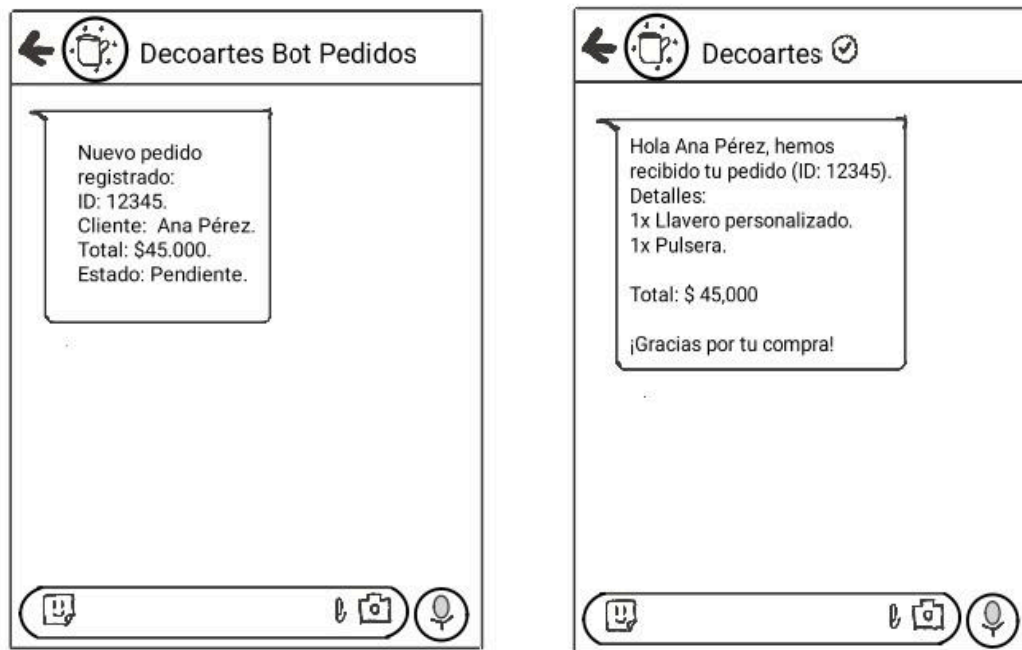 Decoartes Bot Pedidos
Nuevo pedido
registrado:
ID: 12345.
Cliente: Ana Pérez.
Total: $45.000.
Estado: Pendiente.
Decoartes
Hola Ana Pérez, hemos
recibido tu pedido (ID: 12345).
Detalles:
1x Llavero personalizado.
1x Pulsera.
Total: $ 45,000
¡Gracias por tu compra!